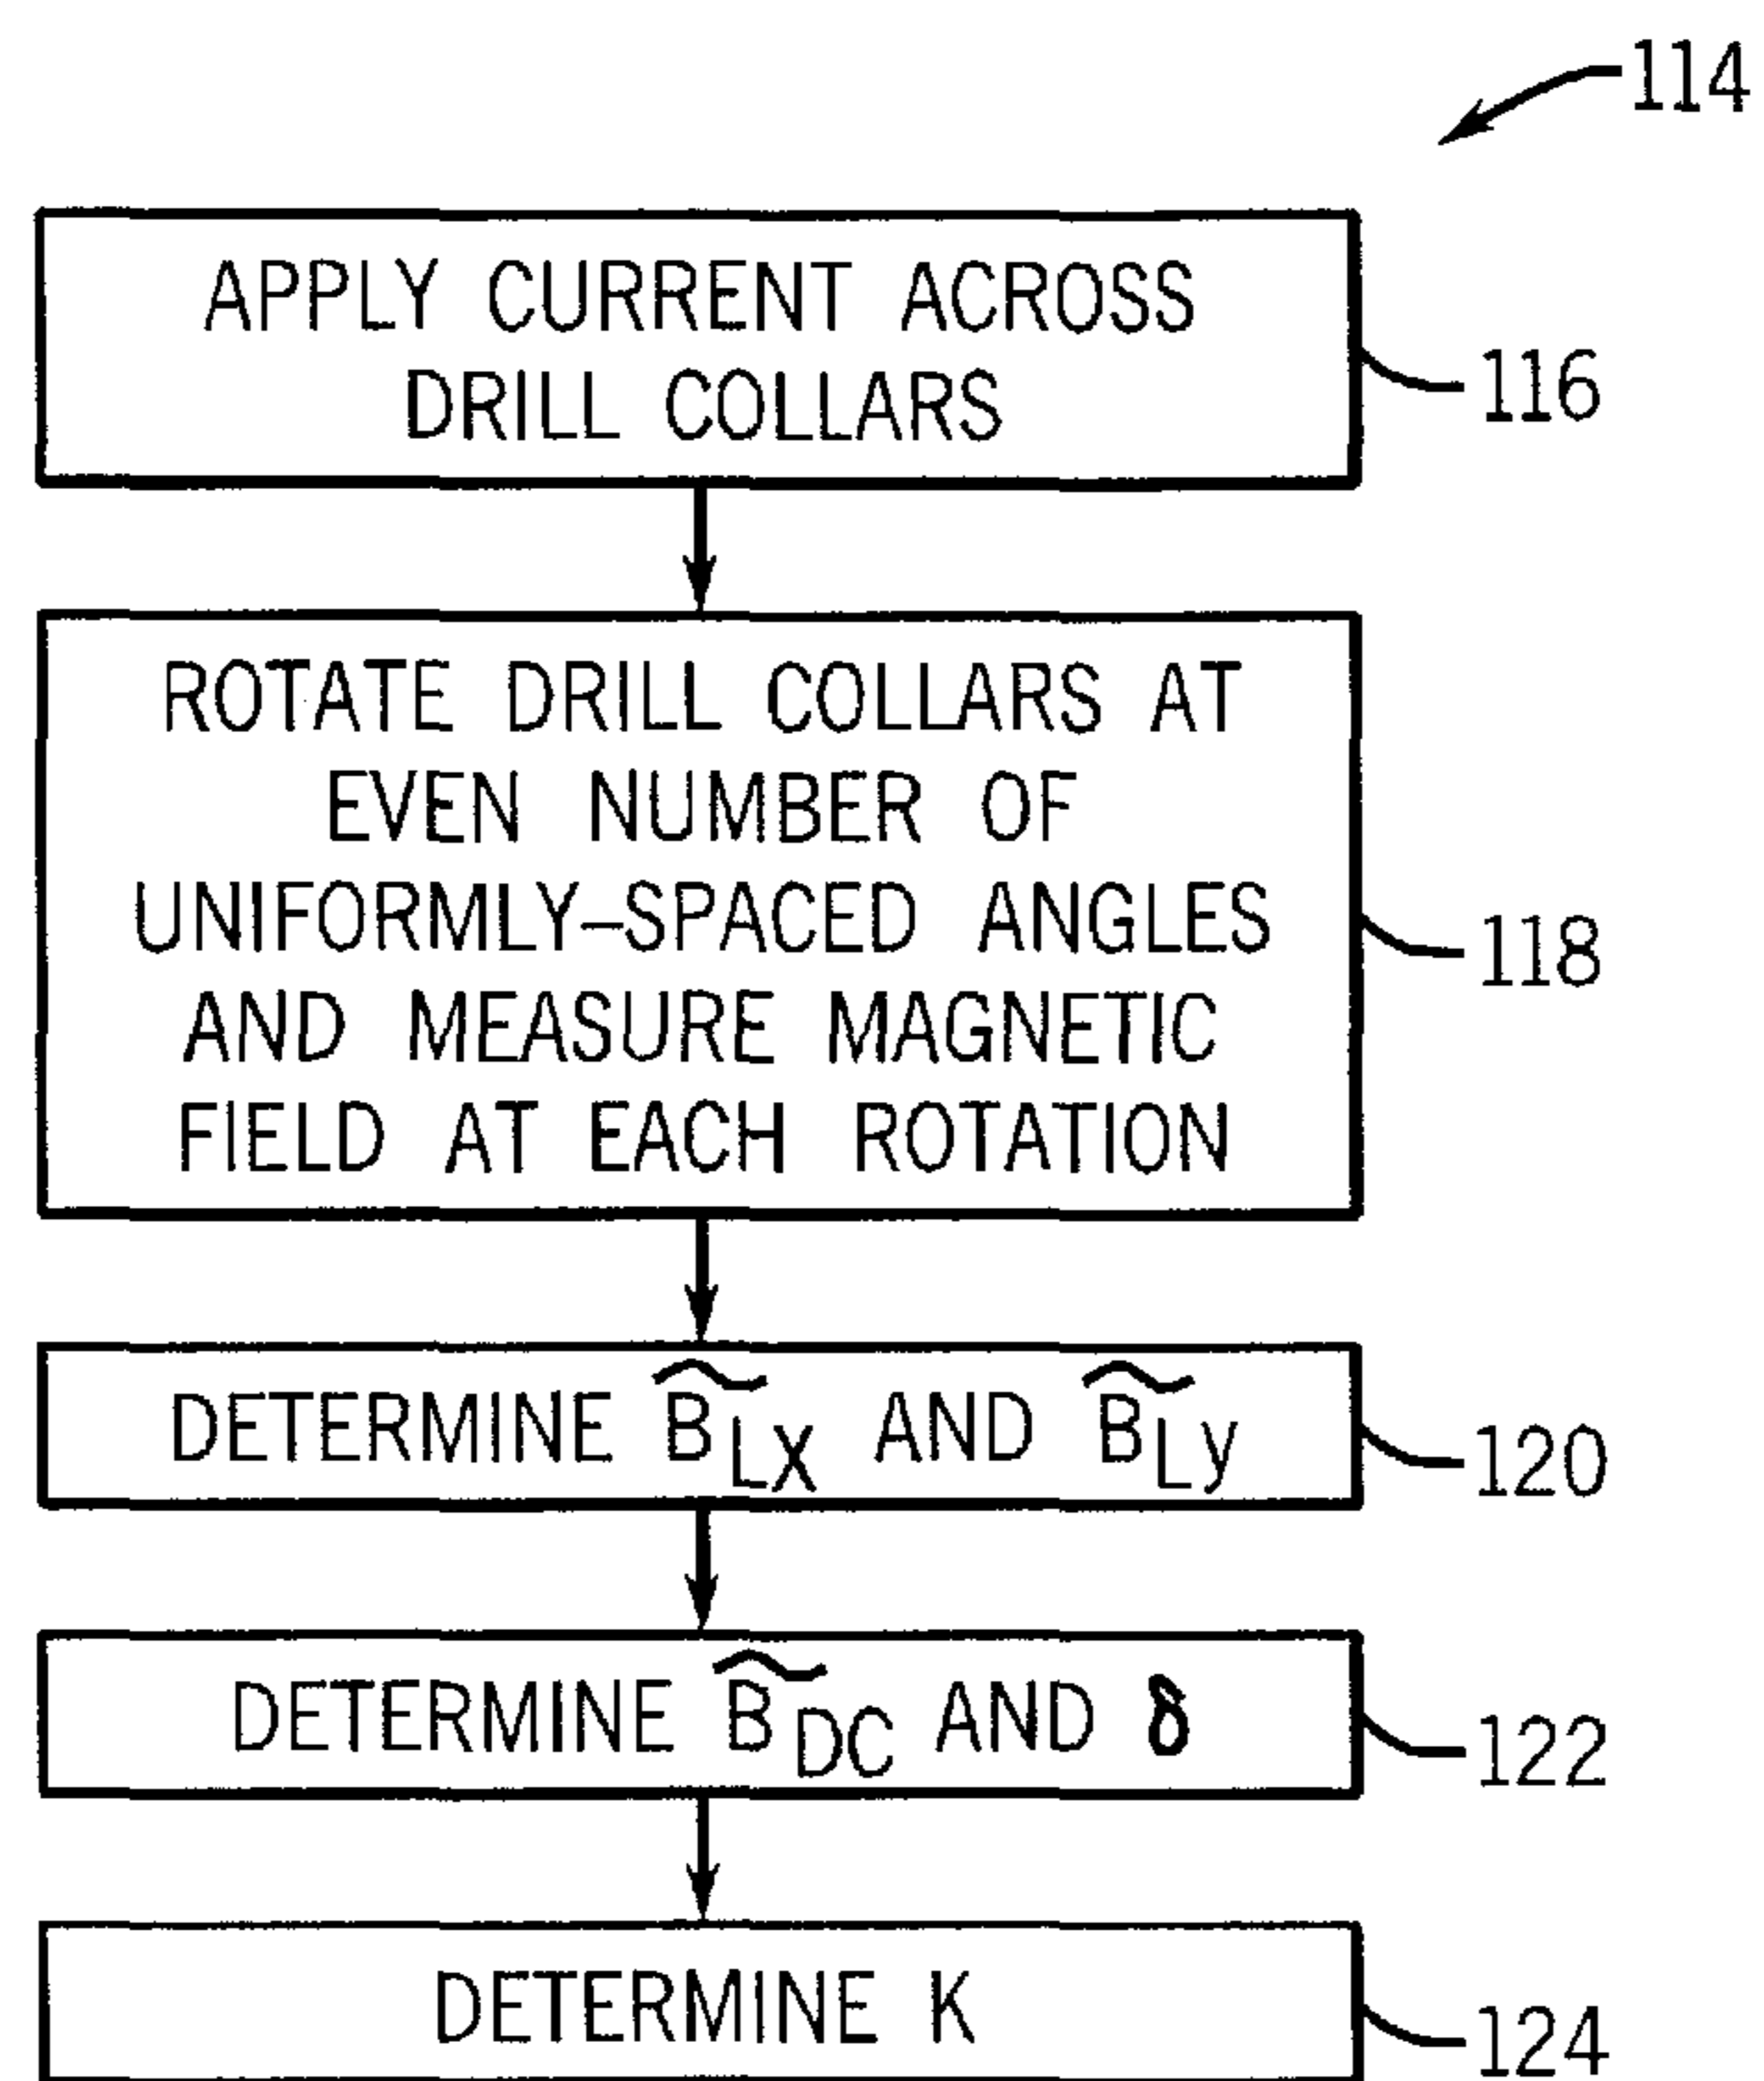 114
APPLY CURRENT ACROSS
DRILL COLLARS
116
ROTATE DRILL COLLARS AT
EVEN NUMBER OF
UNIFORMLY-SPACED ANGLES
AND MEASURE MAGNETIC
FIELD AT EACH ROTATION
118
DETERMINE B̃Lx AND B̃Ly
120
DETERMINE B̃DC AND δ
122
DETERMINE K
124